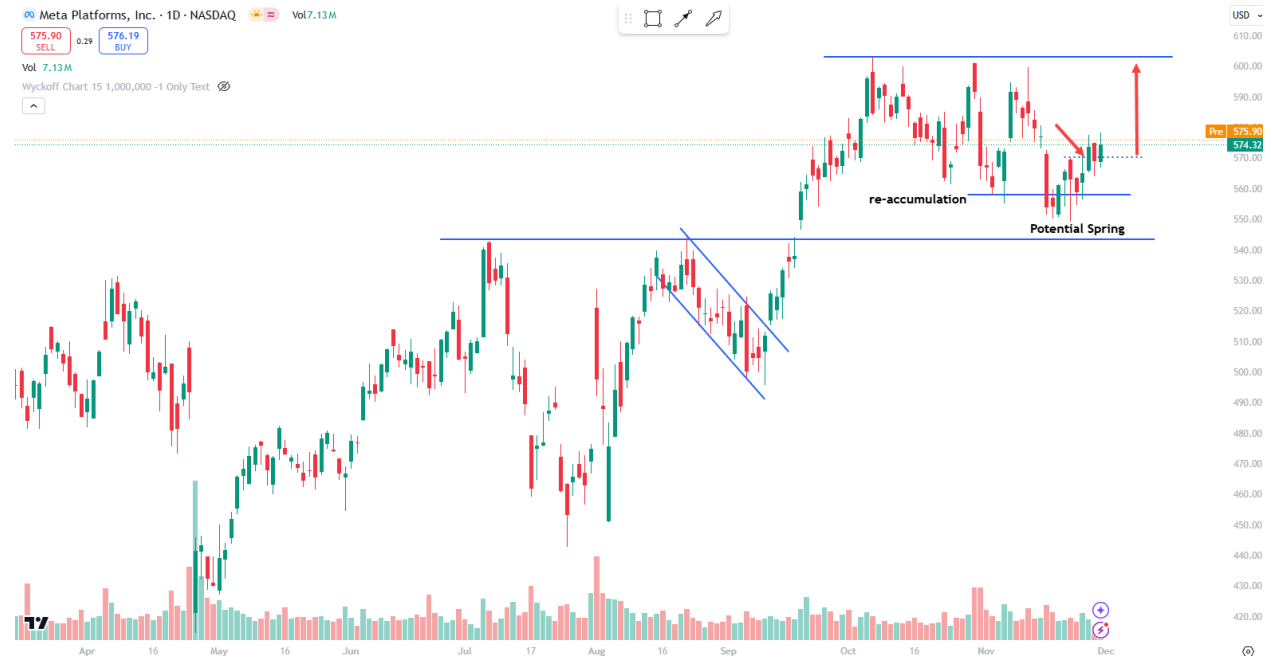 Meta Platforms, Inc. · 1D · NASDAQ Vol7.13M
USD
575.90 SELL 0.29 576.19 BUY
Vol 7.13M
Wyckoff Chart 15 1,000,000 -1 Only Text
610.00
600.00
590.00
Pre 575.90
574.32
570.00
560.00
re-accumulation
550.00
Potential Spring
540.00
530.00
520.00
510.00
500.00
490.00
480.00
470.00
460.00
450.00
440.00
430.00
420.00
Apr 16 May 16 Jun Jul 17 Aug 16 Sep Oct 16 Nov Dec